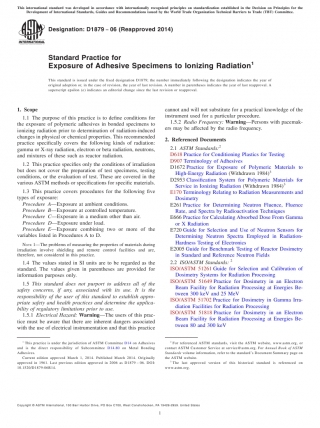 This international standard was developed in accordance with internationally recognized principles on standardization established in the Decision on Principles for the
Development of International Standards, Guides and Recommendations issued by the World Trade Organization Technical Barriers to Trade (TBT) Committee.
Designation: D1879 − 06 (Reapproved 2014)
Standard Practice for
Exposure of Adhesive Specimens to Ionizing Radiation1
This standard is issued under the fixed designation D1879; the number immediately following the designation indicates the year of
original adoption or, in the case of revision, the year of last revision. A number in parentheses indicates the year of last reapproval. A
superscript epsilon (ε) indicates an editorial change since the last revision or reapproval.
1. Scope
1.1 The purpose of this practice is to define conditions for
the exposure of polymeric adhesives in bonded specimens to
ionizing radiation prior to determination of radiation-induced
changes in physical or chemical properties. This recommended
practice specifically covers the following kinds of radiation:
gamma or X-ray radiation, electron or beta radiation, neutrons,
and mixtures of these such as reactor radiation.
1.2 This practice specifies only the conditions of irradiation
but does not cover the preparation of test specimens, testing
conditions, or the evaluation of test. These are covered in the
various ASTM methods or specifications for specific materials.
1.3 This practice covers procedures for the following five
types of exposure:
Procedure A—Exposure at ambient conditions.
Procedure B—Exposure at controlled temperature.
Procedure C—Exposure in a medium other than air.
Procedure D—Exposure under load.
Procedure E—Exposure combining two or more of the
variables listed in Procedures A to D.
NOTE 1—The problems of measuring the properties of materials during
irradiation involve shielding and remote control facilities and are,
therefore, not considered in this practice.
1.4 The values stated in SI units are to be regarded as the
standard. The values given in parentheses are provided for
information purposes only.
1.5 This standard does not purport to address all of the
safety concerns, if any, associated with its use. It is the
responsibility of the user of this standard to establish appro-
priate safety and health practices and determine the applica-
bility of regulatory limitations prior to use.
1.5.1 Electrical Hazard: Warning—The users of this prac-
tice must be aware that there are inherent dangers associated
with the use of electrical instrumentation and that this practice
cannot and will not substitute for a practical knowledge of the
instrument used for a particular procedure.
1.5.2 Radio Frequency: Warning—Persons with pacemak-
ers may be affected by the radio frequency.
2. Referenced Documents
2.1 ASTM Standards:2
D618 Practice for Conditioning Plastics for Testing
D907 Terminology of Adhesives
D1672 Practice for Exposure of Polymeric Materials to
High-Energy Radiation (Withdrawn 1984)3
D2953 Classification System for Polymeric Materials for
Service in Ionizing Radiation (Withdrawn)3
E170 Terminology Relating to Radiation Measurements and
Dosimetry
E261 Practice for Determining Neutron Fluence, Fluence
Rate, and Spectra by Radioactivation Techniques
E666 Practice for Calculating Absorbed Dose From Gamma
or X Radiation
E720 Guide for Selection and Use of Neutron Sensors for
Determining Neutron Spectra Employed in Radiation-
Hardness Testing of Electronics
E2005 Guide for Benchmark Testing of Reactor Dosimetry
in Standard and Reference Neutron Fields
2.2 ISO/ASTM Standards:2
ISO/ASTM 51261 Guide for Selection and Calibration of
Dosimetry Systems for Radiation Processing
ISO/ASTM 51649 Practice for Dosimetry in an Electron
Beam Facility for Radiation Processing at Energies Be-
tween 300 keV and 25 MeV
ISO/ASTM 51702 Practice for Dosimetry in Gamma Irra-
diation Facilities for Radiation Processing
ISO/ASTM 51818 Practice for Dosimetry in an Electron
Beam Facility for Radiation Processing at Energies Be-
tween 80 and 300 keV
1 This practice is under the jurisdiction of ASTM Committee D14 on Adhesives
and is the direct responsibility of Subcommittee D14.80 on Metal Bonding
Adhesives.
Current edition approved March 1, 2014. Published March 2014. Originally
2 For referenced ASTM standards, visit the ASTM website, www.astm.org, or
contact ASTM Customer Service at service@astm.org. For Annual Book of ASTM
Standards volume information, refer to the standard's Document Summary page on
the ASTM website.
3 The last approved version of this historical standard is referenced on
www.astm.org.
Copyright © ASTM International, 100 Barr Harbor Drive, PO Box C700, West Conshohocken, PA 19428-2959. United States
1